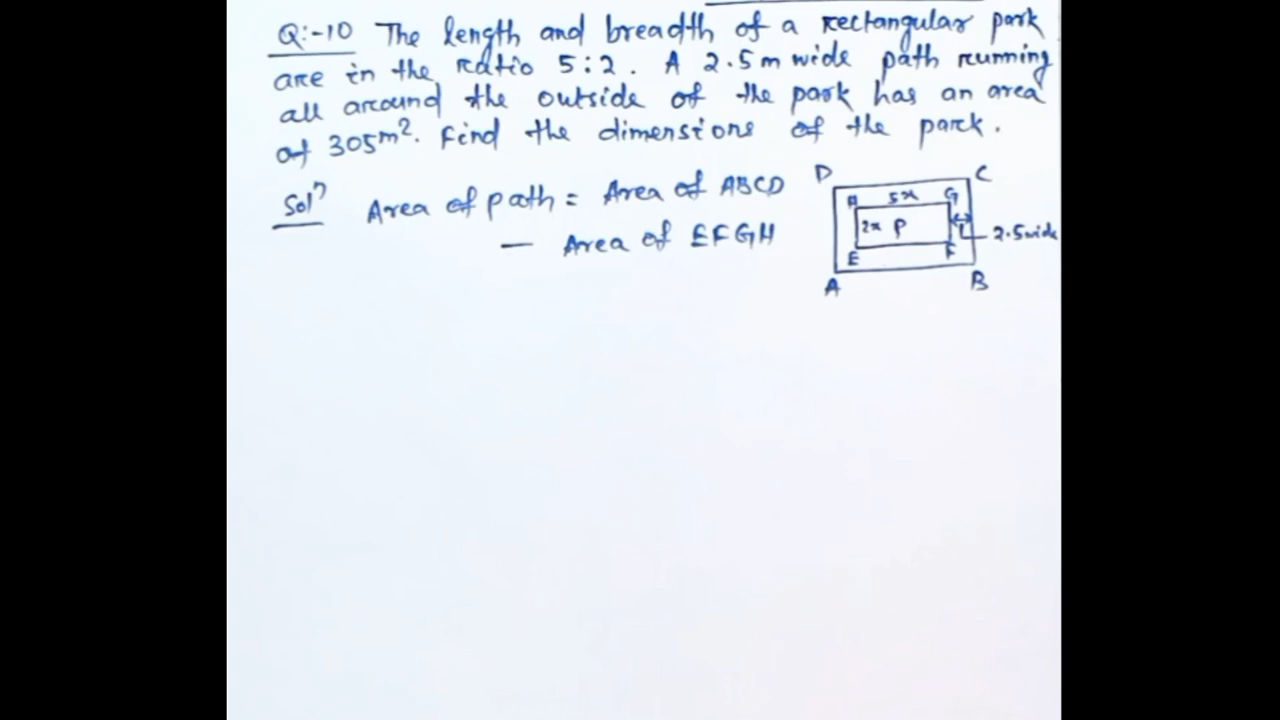 Q:-10 The length and breadth of a rectangular park
are in the ratio 5:2. A 2.5m wide path running
all around the outside of the park has an area
of 305m². Find the dimensions of the park.
Solⁿ Area of path = Area of ABCD
— Area of EFGH
D C
H 5x G
2x P
2.5wide
E F
A B